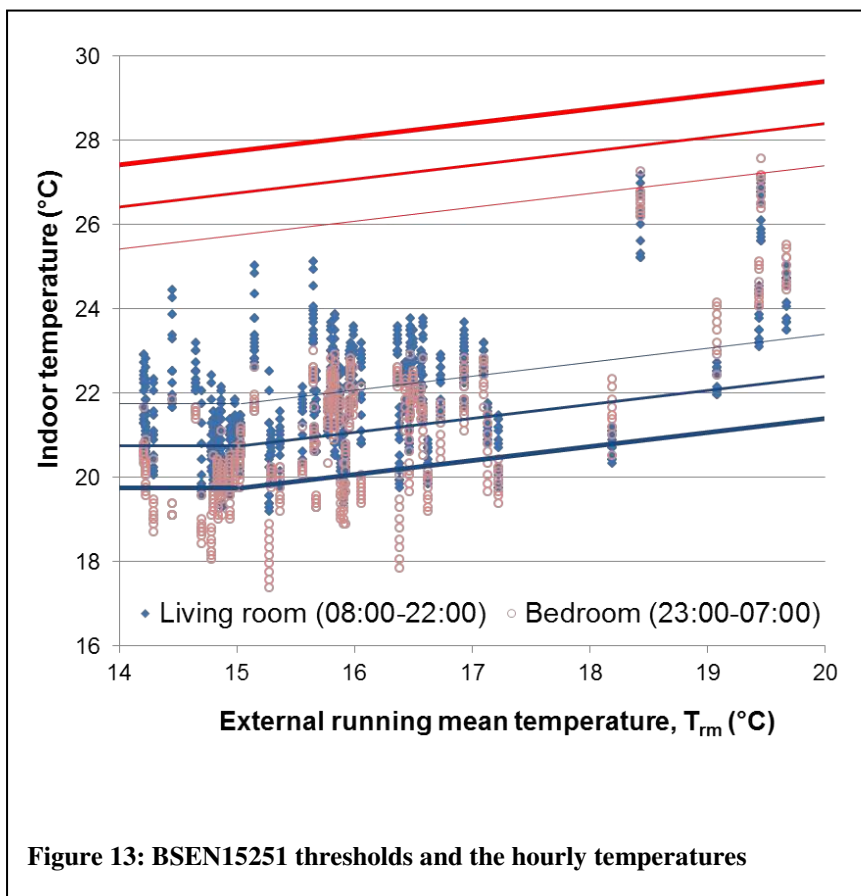 30
28
26
24
22
20
18
16
Indoor temperature (°C)
Living room (08:00-22:00) Bedroom (23:00-07:00)
14 15 16 17 18 19 20
External running mean temperature, Trm (°C)
Figure 13: BSEN15251 thresholds and the hourly temperatures